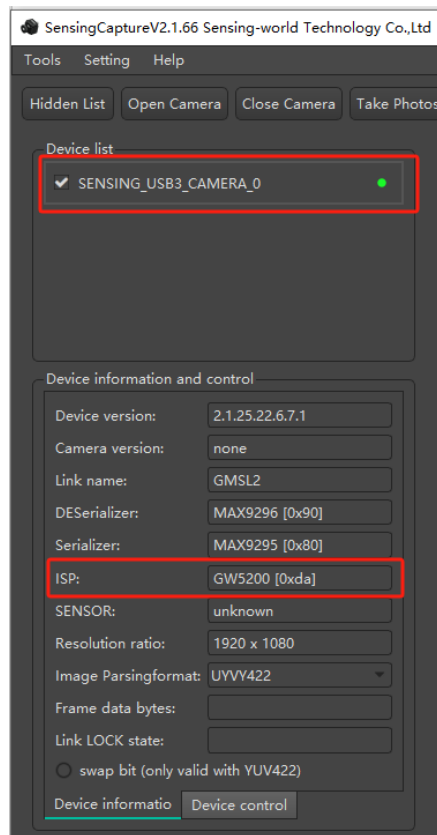 SensingCaptureV2.1.66 Sensing-world Technology Co.,Ltd
Tools Setting Help
Hidden List Open Camera Close Camera Take Photos
Device list
SENSING_USB3_CAMERA_0
Device information and control
Device version: 2.1.25.22.6.7.1
Camera version: none
Link name: GMSL2
DESerializer: MAX9296 [0x90]
Serializer: MAX9295 [0x80]
ISP: GW5200 [0xda]
SENSOR: unknown
Resolution ratio: 1920 x 1080
Image Parsingformat: UYVY422
Frame data bytes:
Link LOCK state:
swap bit (only valid with YUV422)
Device informatio Device control